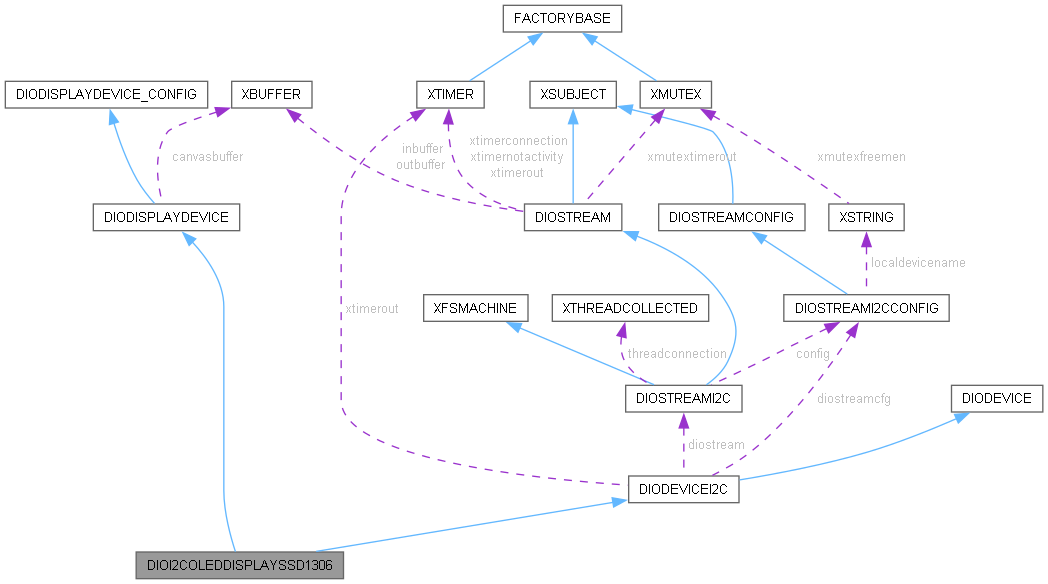 FACTORYBASE
DIODISPLAYDEVICE_CONFIG
XBUFFER
XTIMER
XSUBJECT
XMUTEX
canvasbuffer
inbuffer
outbuffer
xtimerconnection
xtimernotactivity
xtimerout
xmutextimerout
xmutexfreemen
DIODISPLAYDEVICE
DIOSTREAM
DIOSTREAMCONFIG
XSTRING
localdevicename
xtimerout
XFSMACHINE
XTHREADCOLLECTED
DIOSTREAMI2CCONFIG
threadconnection
config
DIOSTREAMI2C
diostreamcfg
DIODEVICE
diostream
DIODEVICEI2C
DIOI2COLEDDISPLAYSSD1306